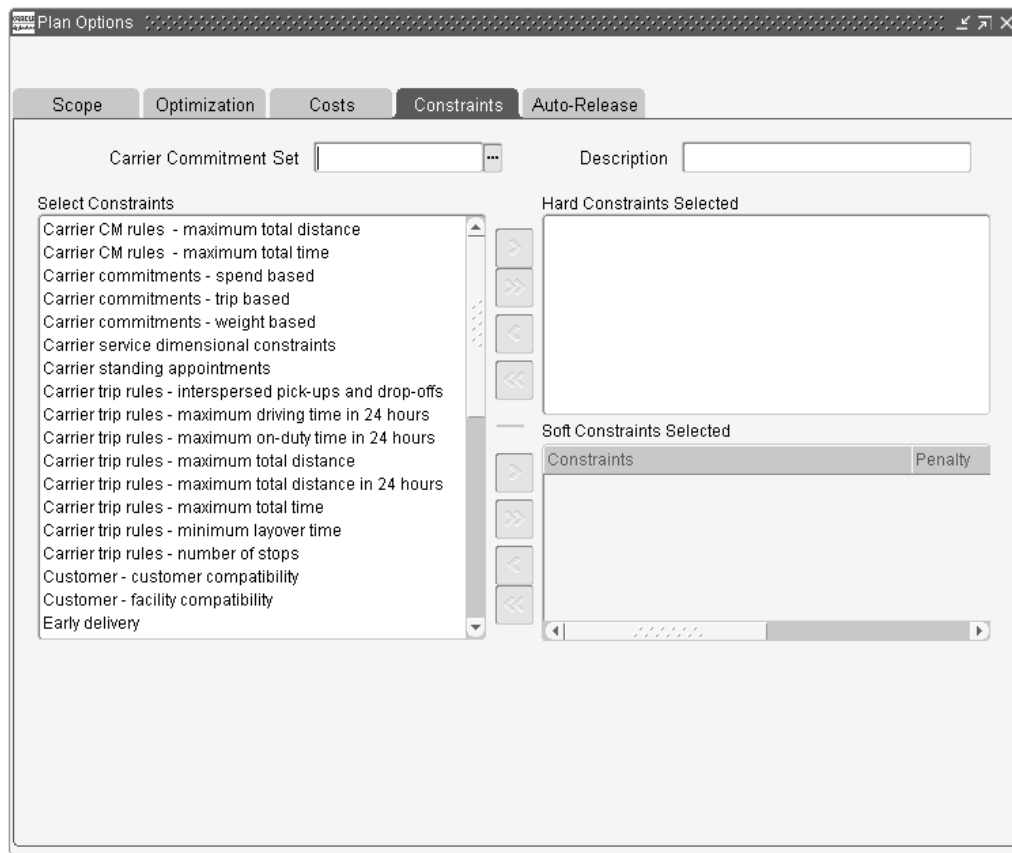 ORACLE
Plan Options
Scope Optimization Costs Constraints Auto-Release
Carrier Commitment Set ... Description
Select Constraints
Carrier CM rules - maximum total distance
Carrier CM rules - maximum total time
Carrier commitments - spend based
Carrier commitments - trip based
Carrier commitments - weight based
Carrier service dimensional constraints
Carrier standing appointments
Carrier trip rules - interspersed pick-ups and drop-offs
Carrier trip rules - maximum driving time in 24 hours
Carrier trip rules - maximum on-duty time in 24 hours
Carrier trip rules - maximum total distance
Carrier trip rules - maximum total distance in 24 hours
Carrier trip rules - maximum total time
Carrier trip rules - minimum layover time
Carrier trip rules - number of stops
Customer - customer compatibility
Customer - facility compatibility
Early delivery
Hard Constraints Selected
Soft Constraints Selected
Constraints Penalty